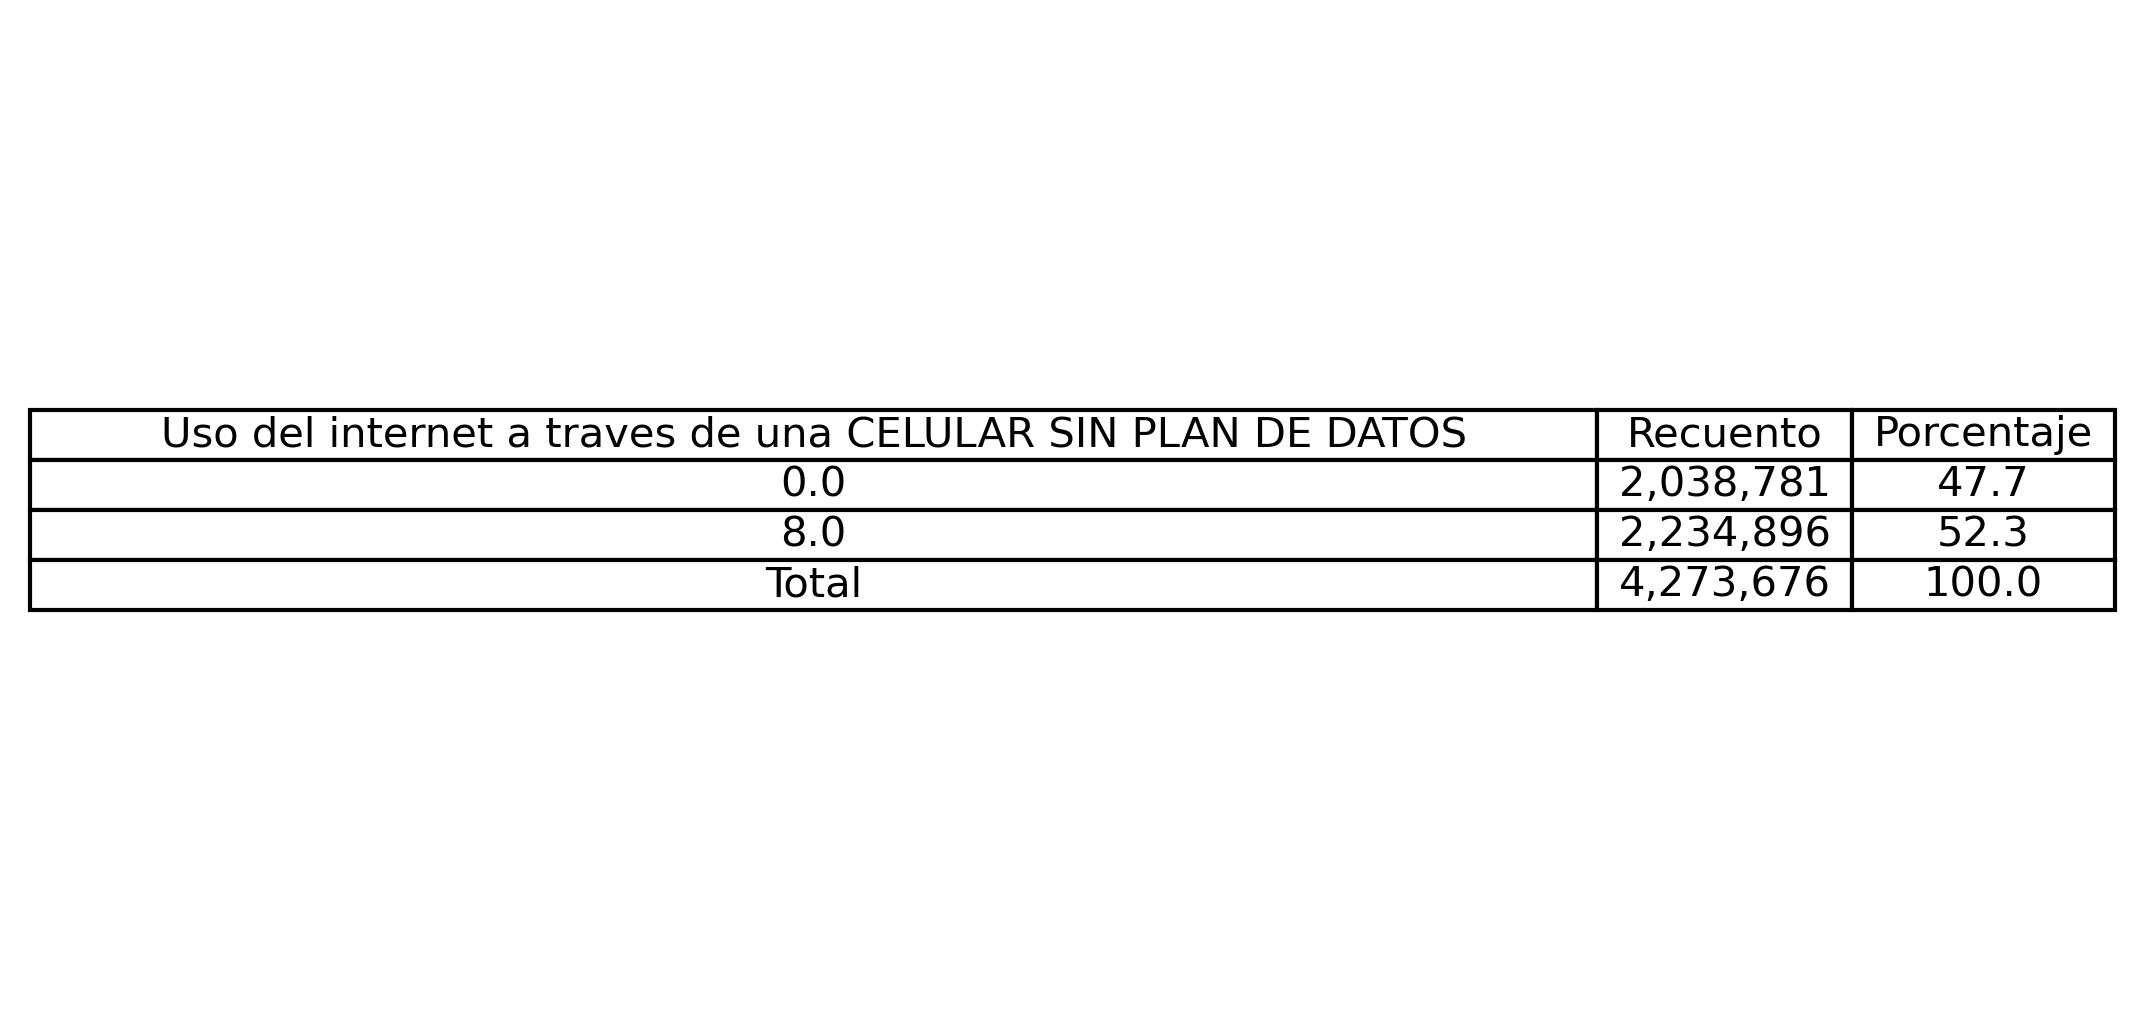 Uso del internet a traves de una CELULAR SIN PLAN DE DATOS Recuento Porcentaje
0.0 2,038,781 47.7
8.0 2,234,896 52.3
Total 4,273,676 100.0